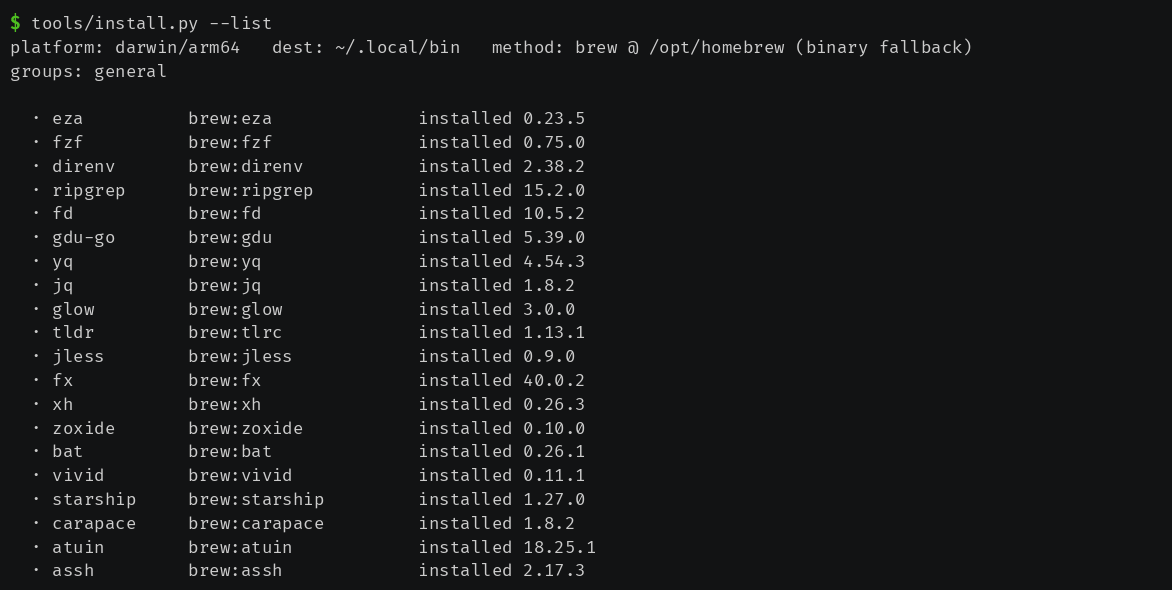 $ tools/install.py --list
platform: darwin/arm64   dest: ~/.local/bin   method: brew @ /opt/homebrew (binary fallback)
groups: general

  · eza          brew:eza              installed 0.23.5
  · fzf          brew:fzf              installed 0.75.0
  · direnv       brew:direnv           installed 2.38.2
  · ripgrep      brew:ripgrep          installed 15.2.0
  · fd           brew:fd               installed 10.5.2
  · gdu-go       brew:gdu              installed 5.39.0
  · yq           brew:yq               installed 4.54.3
  · jq           brew:jq               installed 1.8.2
  · glow         brew:glow             installed 3.0.0
  · tldr         brew:tlrc             installed 1.13.1
  · jless        brew:jless            installed 0.9.0
  · fx           brew:fx               installed 40.0.2
  · xh           brew:xh               installed 0.26.3
  · zoxide       brew:zoxide           installed 0.10.0
  · bat          brew:bat              installed 0.26.1
  · vivid        brew:vivid            installed 0.11.1
  · starship     brew:starship         installed 1.27.0
  · carapace     brew:carapace         installed 1.8.2
  · atuin        brew:atuin            installed 18.25.1
  · assh         brew:assh             installed 2.17.3